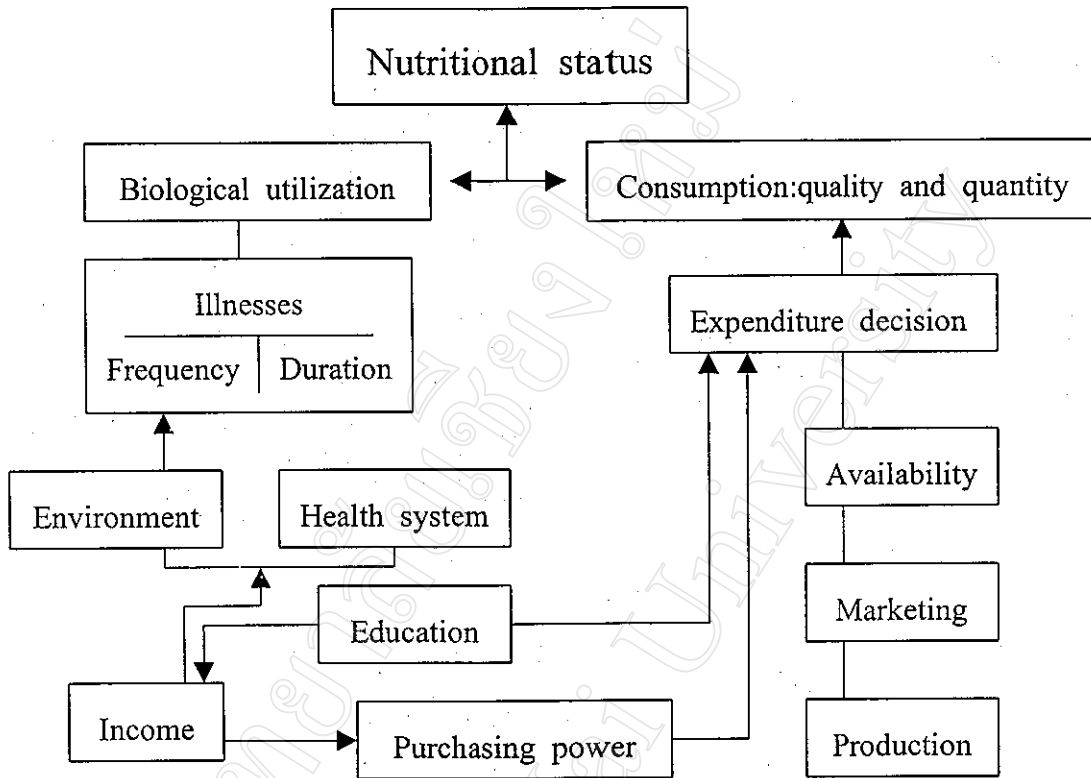 Nutritional status
Biological utilization
Consumption:quality and quantity
Illnesses
Frequency
Duration
Expenditure decision
Availability
Environment
Health system
Marketing
Education
Income
Purchasing power
Production
University